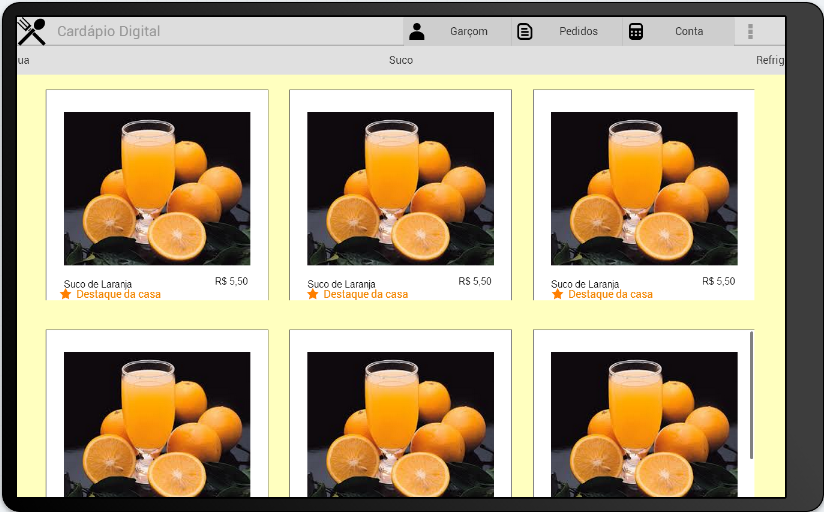 Cardápio Digital
Garçom
Pedidos
Conta
ua
Suco
Refrig
Suco de Laranja
R$ 5,50
Destaque da casa
Suco de Laranja
R$ 5,50
Destaque da casa
Suco de Laranja
R$ 5,50
Destaque da casa